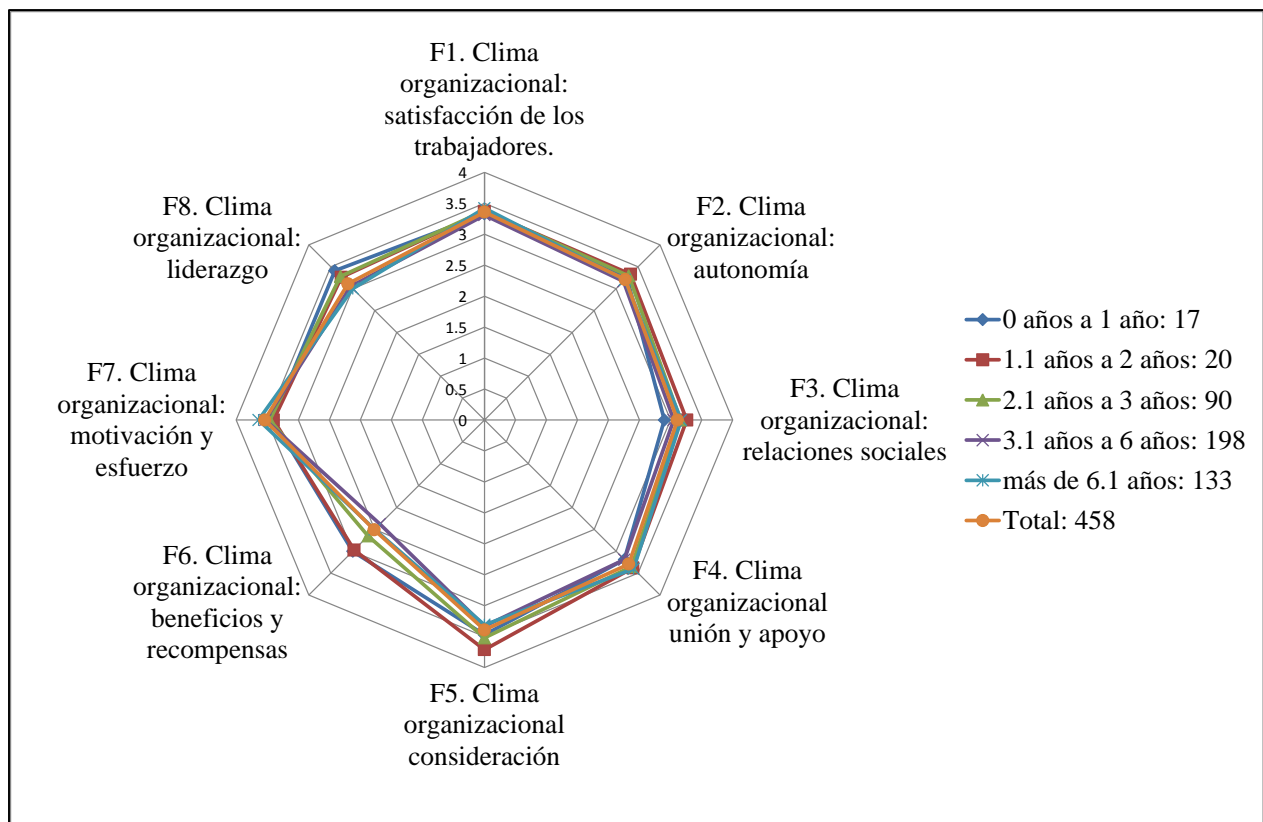 F1. Clima
organizacional:
satisfacción de los
trabajadores.
F2. Clima
organizacional:
autonomía
F3. Clima
organizacional:
relaciones sociales
F4. Clima
organizacional
unión y apoyo
F5. Clima
organizacional
consideración
F6. Clima
organizacional:
beneficios y
recompensas
F7. Clima
organizacional:
motivación y
esfuerzo
F8. Clima
organizacional:
liderazgo
4
3.5
3
2.5
2
1.5
1
0.5
0
0 años a 1 año: 17
1.1 años a 2 años: 20
2.1 años a 3 años: 90
3.1 años a 6 años: 198
más de 6.1 años: 133
Total: 458